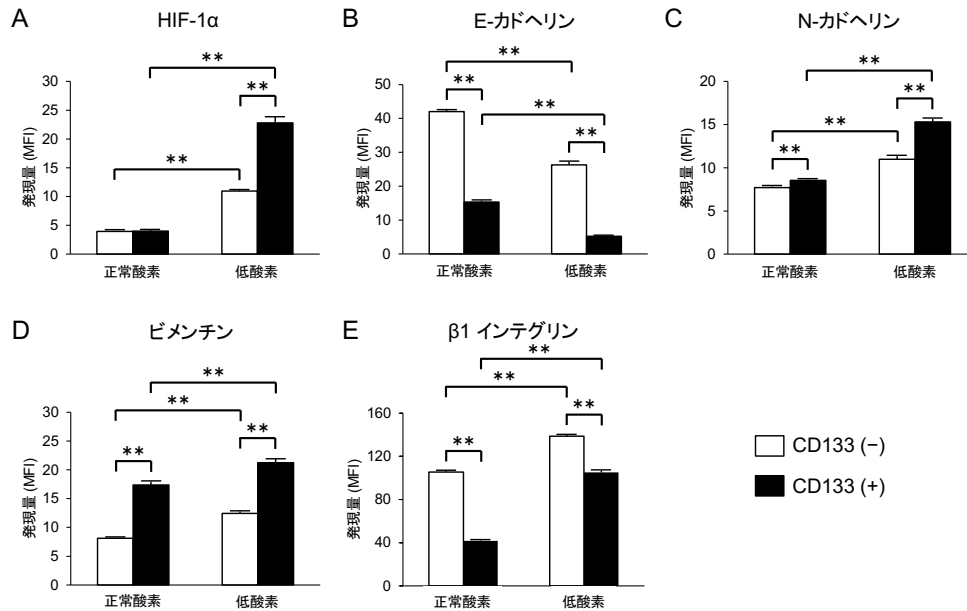 A
HIF-1α
**
**
**
発現量 (MFI)
30
25
20
15
10
5
0
正常酸素
低酸素
B
E-カドヘリン
**
**
**
**
発現量 (MFI)
50
40
30
20
10
0
正常酸素
低酸素
C
N-カドヘリン
**
**
**
**
発現量 (MFI)
20
15
10
5
0
正常酸素
低酸素
D
ビメンチン
**
**
**
**
発現量 (MFI)
30
25
20
15
10
5
0
正常酸素
低酸素
E
β1 インテグリン
**
**
**
**
発現量 (MFI)
160
120
80
40
0
正常酸素
低酸素
CD133 (−)
CD133 (+)